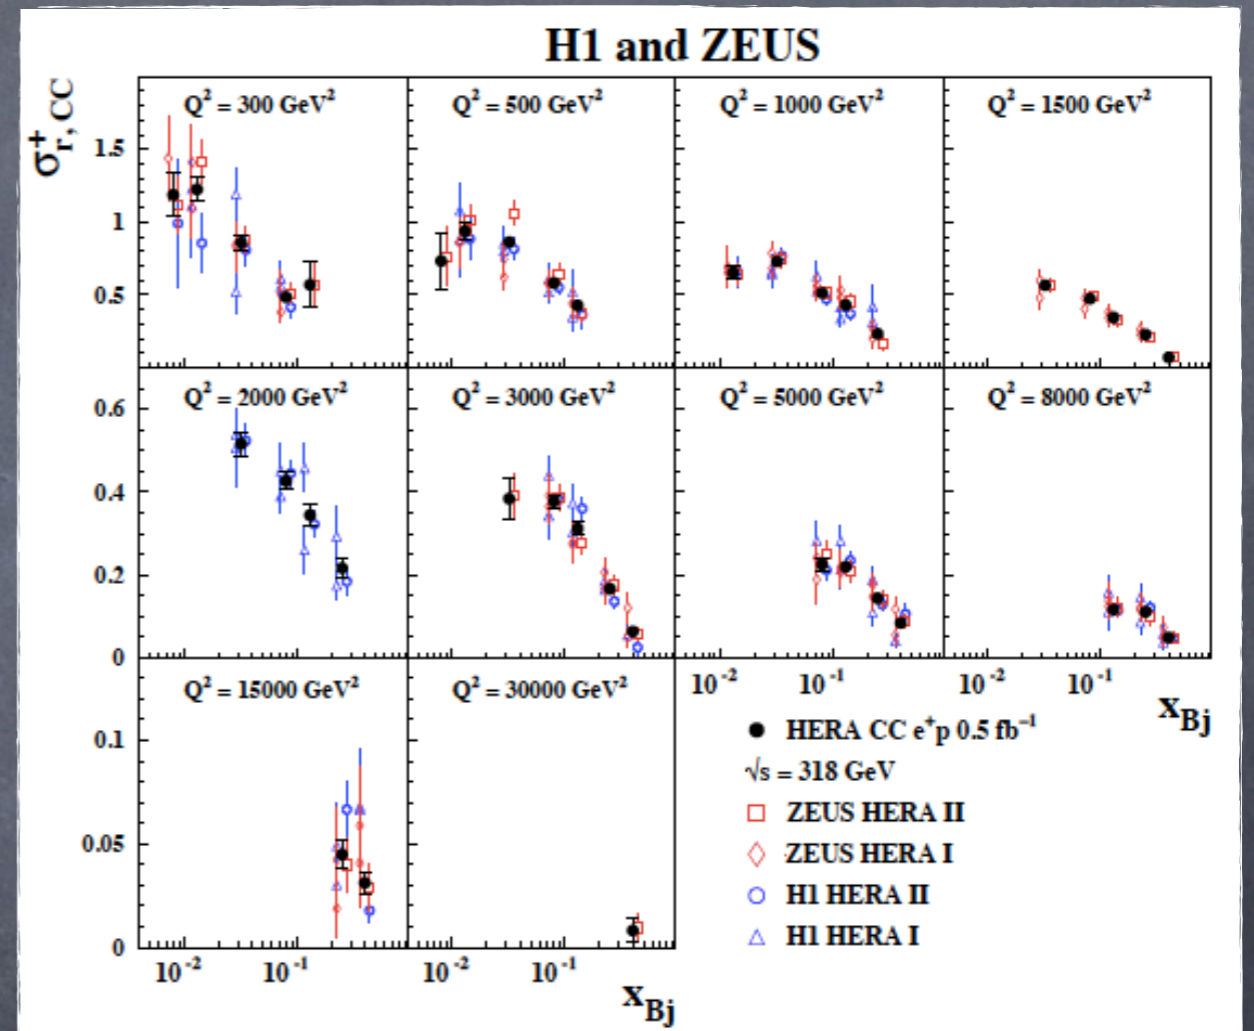 H1 and ZEUS
σ⁺r, CC
Q² = 300 GeV²
Q² = 500 GeV²
Q² = 1000 GeV²
Q² = 1500 GeV²
1.5
1
0.5
Q² = 2000 GeV²
Q² = 3000 GeV²
Q² = 5000 GeV²
Q² = 8000 GeV²
0.6
0.4
0.2
0
10⁻² 10⁻¹ 10⁻² 10⁻¹
xBj
Q² = 15000 GeV²
Q² = 30000 GeV²
0.1
0.05
0
10⁻² 10⁻¹ 10⁻² 10⁻¹
xBj
HERA CC e⁺p 0.5 fb⁻¹
√s = 318 GeV
ZEUS HERA II
ZEUS HERA I
H1 HERA II
H1 HERA I